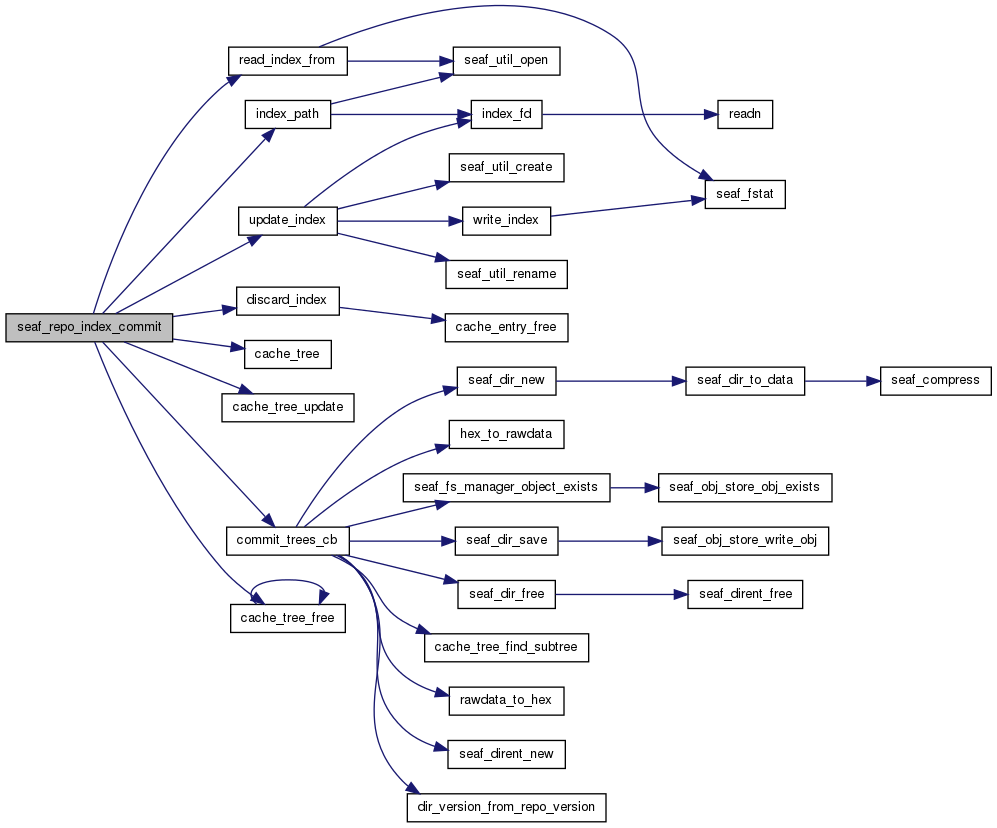 read_index_from
seaf_util_open
index_path
index_fd
readn
seaf_util_create
seaf_fstat
update_index
write_index
seaf_util_rename
discard_index
seaf_repo_index_commit
cache_entry_free
cache_tree
seaf_dir_new
seaf_dir_to_data
seaf_compress
cache_tree_update
hex_to_rawdata
seaf_fs_manager_object_exists
seaf_obj_store_obj_exists
commit_trees_cb
seaf_dir_save
seaf_obj_store_write_obj
seaf_dir_free
seaf_dirent_free
cache_tree_free
cache_tree_find_subtree
rawdata_to_hex
seaf_dirent_new
dir_version_from_repo_version